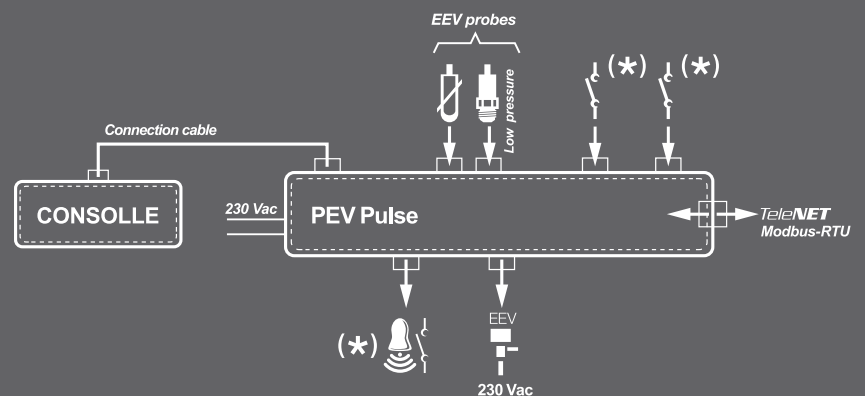 EEV probes
Low pressure
(*)
(*)
Connection cable
CONSOLLE
230 Vac
PEV Pulse
TeleNET
Modbus-RTU
(*)
EEV
230 Vac